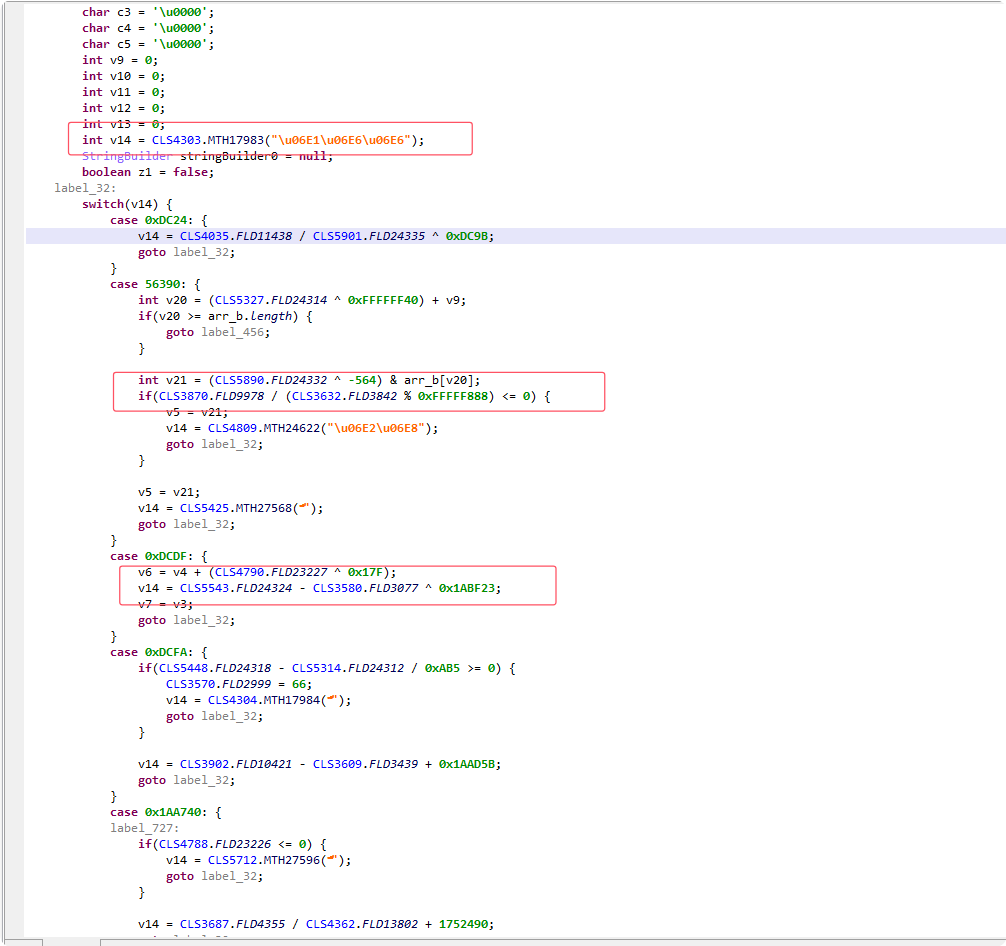 char c3 = '\u0000';
char c4 = '\u0000';
char c5 = '\u0000';
int v9 = 0;
int v10 = 0;
int v11 = 0;
int v12 = 0;
int v13 = 0;
int v14 = CLS4303.MTH17983("\u06E1\u06E6\u06E6");
StringBuilder stringBuilder0 = null;
boolean z1 = false;
label_32:
switch(v14) {
case 0xDC24: {
v14 = CLS4035.FLD11438 / CLS5901.FLD24335 ^ 0xDC9B;
goto label_32;
}
case 56390: {
int v20 = (CLS5327.FLD24314 ^ 0xFFFFFF40) + v9;
if(v20 >= arr_b.length) {
goto label_456;
}
int v21 = (CLS5890.FLD24332 ^ -564) & arr_b[v20];
if(CLS3870.FLD9978 / (CLS3632.FLD3842 % 0xFFFFF888) <= 0) {
v5 = v21;
v14 = CLS4809.MTH24622("\u06E2\u06E8");
goto label_32;
}
v5 = v21;
v14 = CLS5425.MTH27568(");
goto label_32;
}
case 0xDCDF: {
v6 = v4 + (CLS4790.FLD23227 ^ 0x17F);
v14 = CLS5543.FLD24324 - CLS3580.FLD3077 ^ 0x1ABF23;
v7 = v3;
goto label_32;
}
case 0xDCFA: {
if(CLS5448.FLD24318 - CLS5314.FLD24312 / 0xAB5 >= 0) {
CLS3570.FLD2999 = 66;
v14 = CLS4304.MTH17984(");
goto label_32;
}
v14 = CLS3902.FLD10421 - CLS3609.FLD3439 + 0x1AAD5B;
goto label_32;
}
case 0x1AA740: {
label_727:
if(CLS4788.FLD23226 <= 0) {
v14 = CLS5712.MTH27596(");
goto label_32;
}
v14 = CLS3687.FLD4355 / CLS4362.FLD13802 + 1752490;